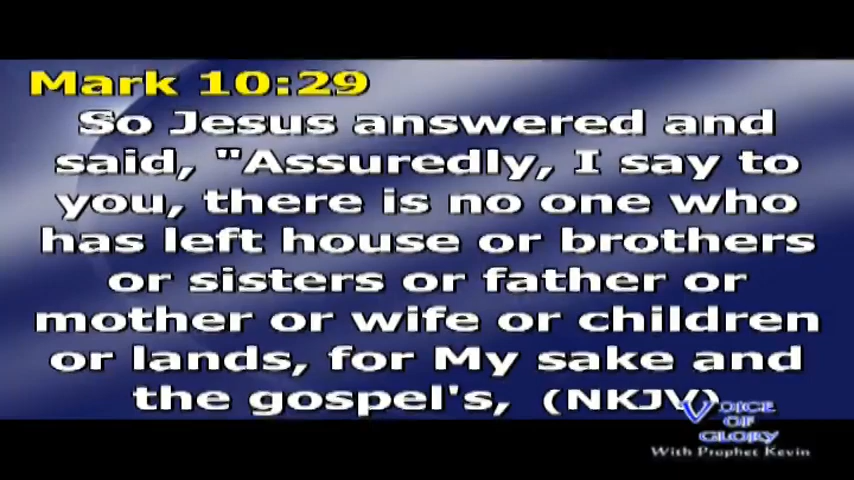 Mark 10:29
So Jesus answered and
said, "Assuredly, I say to
you, there is no one who
has left house or brothers
or sisters or father or
mother or wife or children
or lands, for My sake and
the gospel's, (NKJV)
VOICE
OF
GLORY
With Prophet Kevin